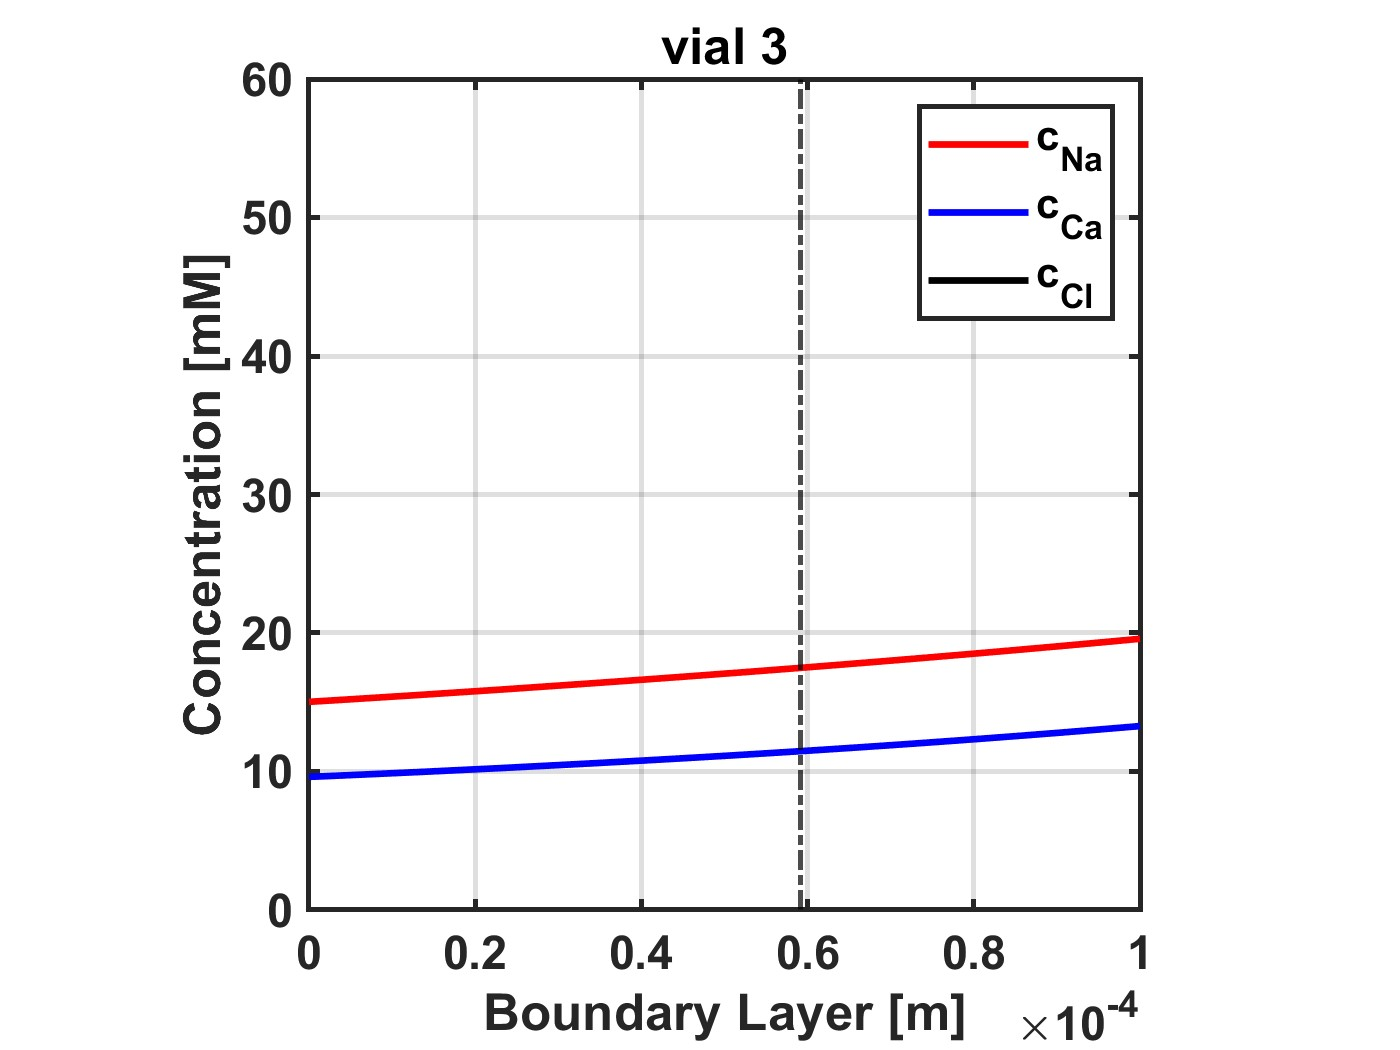 vial 3
60
50
40
30
20
10
0
Concentration [mM]
c_Na
c_Ca
c_Cl
0 0.2 0.4 0.6 0.8 1
Boundary Layer [m] ×10^-4